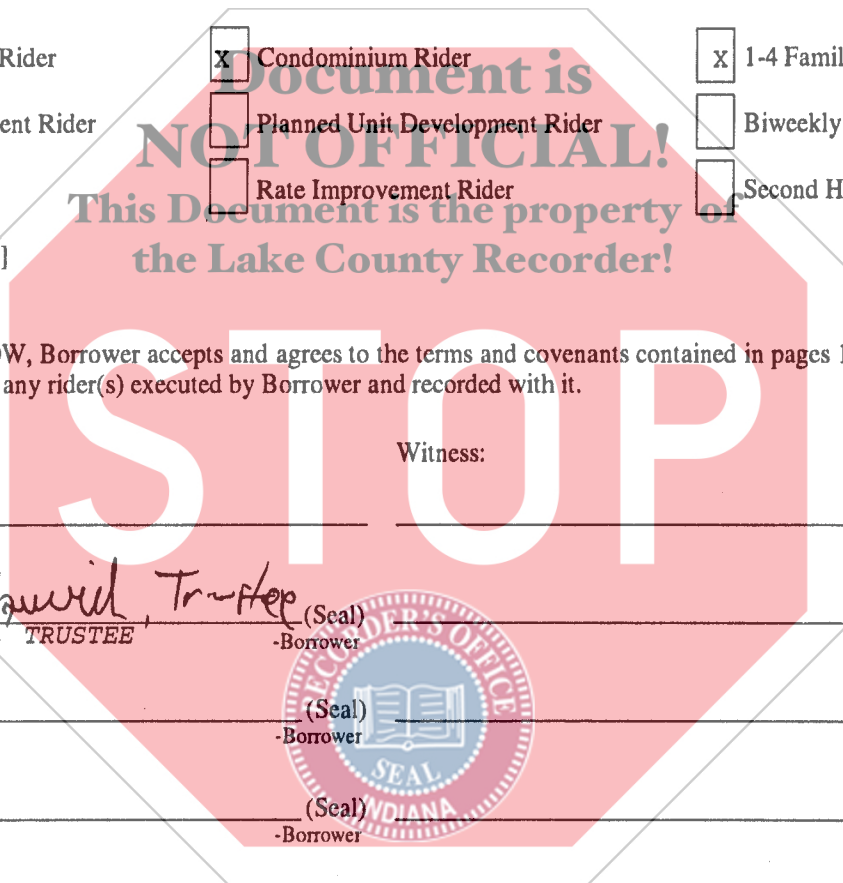 Rider X Condominium Rider X 1-4 Famil
Document is
ent Rider Planned Unit Development Rider Biweekly
NOT OFFICIAL!
Rate Improvement Rider Second H
This Document is the property of
] the Lake County Recorder!
STOP
OW, Borrower accepts and agrees to the terms and covenants contained in pages 1
any rider(s) executed by Borrower and recorded with it.
Witness:
, Trustee (Seal)
TRUSTEE -Borrower
(Seal)
-Borrower
(Seal)
-Borrower
RECORDER'S OFFICE
SEAL
INDIANA